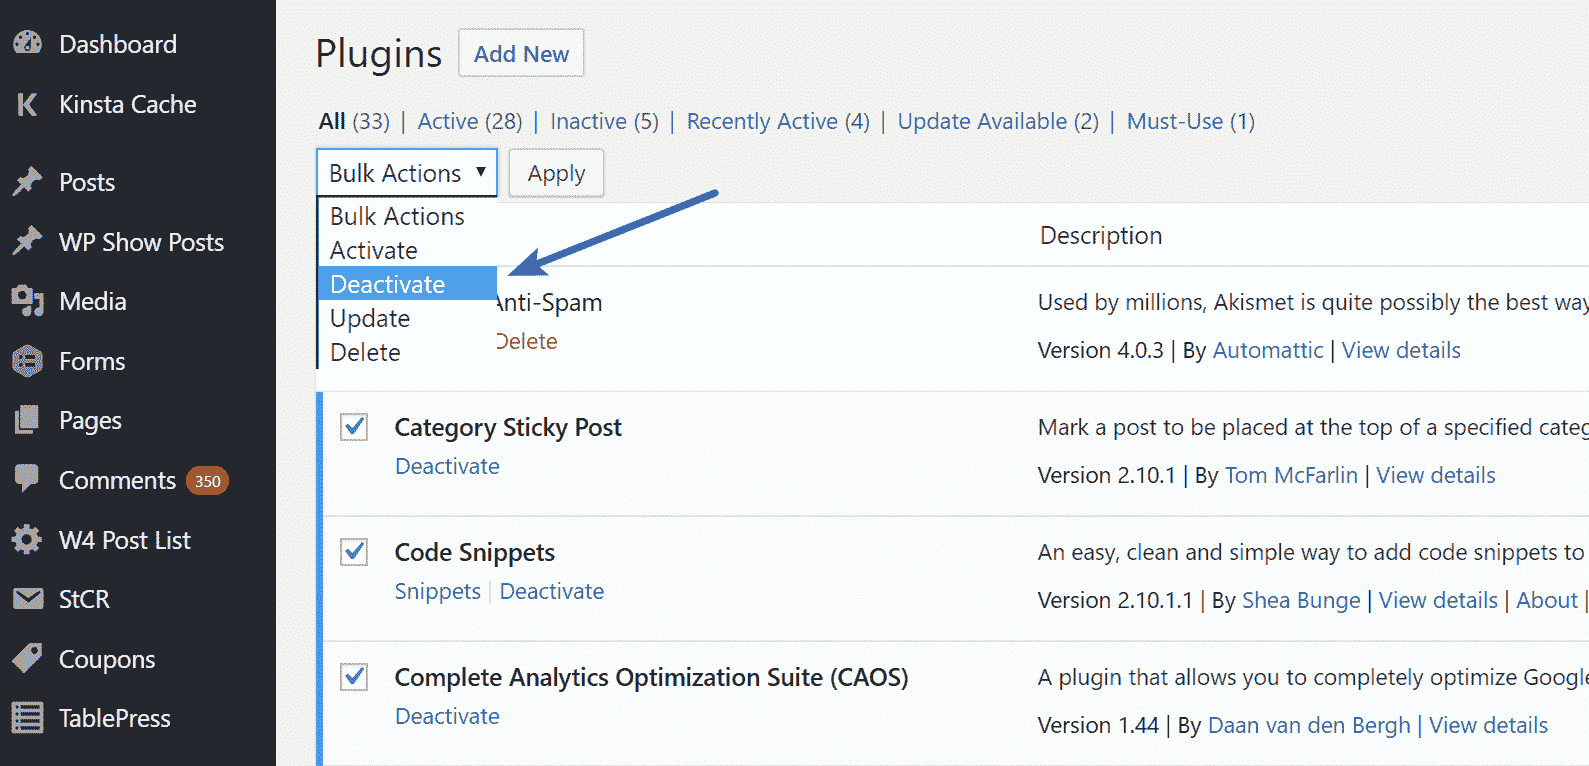 Dashboard
Kinsta Cache
Posts
WP Show Posts
Media
Forms
Pages
Comments 350
W4 Post List
StCR
Coupons
TablePress
Plugins Add New
All (33) | Active (28) | Inactive (5) | Recently Active (4) | Update Available (2) | Must-Use (1)
Bulk Actions ▼ Apply
Bulk Actions
Activate
Deactivate
Update
Delete
Description
Anti-Spam
Delete
Used by millions, Akismet is quite possibly the best way
Version 4.0.3 | By Automattic | View details
Category Sticky Post
Deactivate
Mark a post to be placed at the top of a specified categ
Version 2.10.1 | By Tom McFarlin | View details
Code Snippets
Snippets | Deactivate
An easy, clean and simple way to add code snippets to
Version 2.10.1.1 | By Shea Bunge | View details | About |
Complete Analytics Optimization Suite (CAOS)
Deactivate
A plugin that allows you to completely optimize Google
Version 1.44 | By Daan van den Bergh | View details